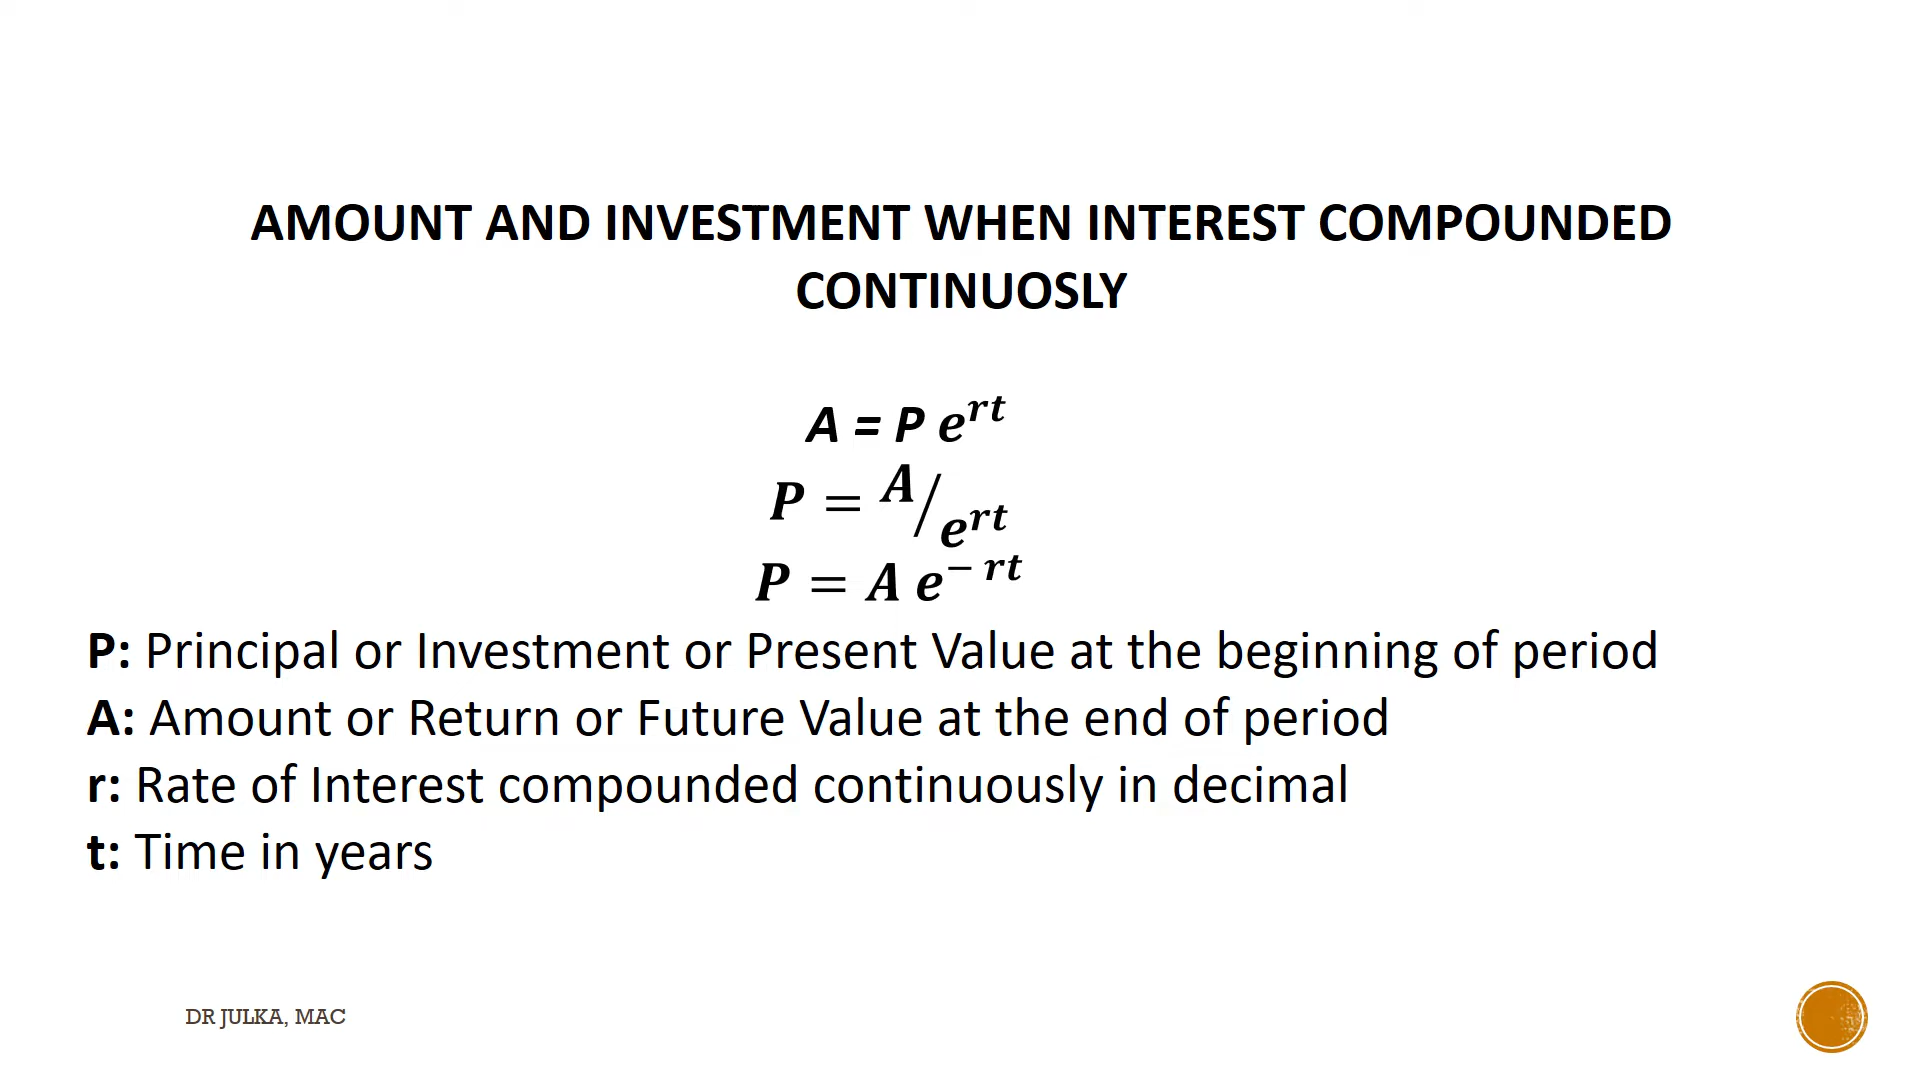 AMOUNT AND INVESTMENT WHEN INTEREST COMPOUNDED
CONTINUOSLY
A = P e^{rt}
P = A/e^{rt}
P = A e^{- rt}
P: Principal or Investment or Present Value at the beginning of period
A: Amount or Return or Future Value at the end of period
r: Rate of Interest compounded continuously in decimal
t: Time in years
DR JULKA, MAC